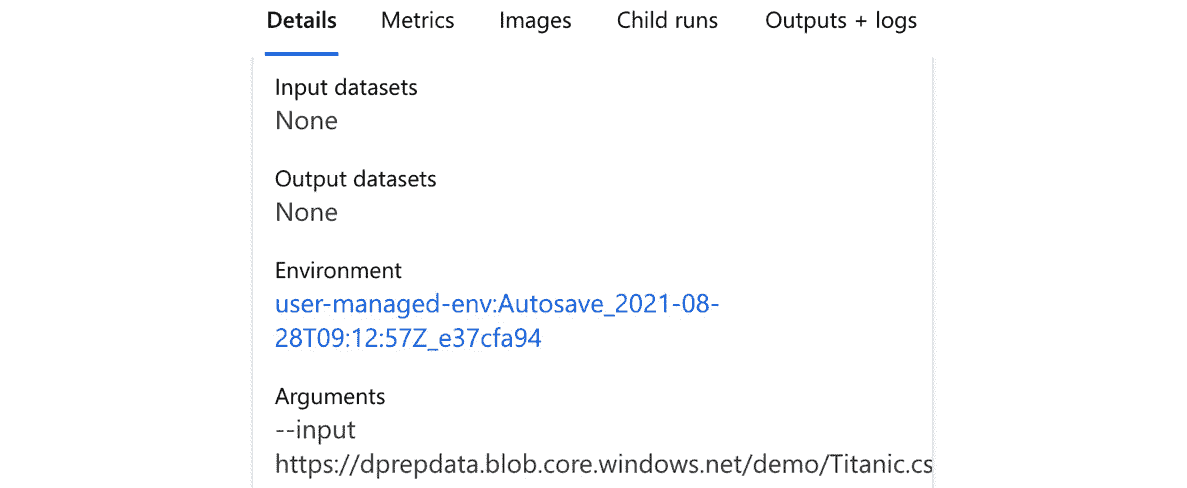 Details Metrics Images Child runs Outputs + logs
Input datasets
None
Output datasets
None
Environment
user-managed-env:Autosave_2021-08-
28T09:12:57Z_e37cfa94
Arguments
--input
https://dprepdata.blob.core.windows.net/demo/Titanic.cs